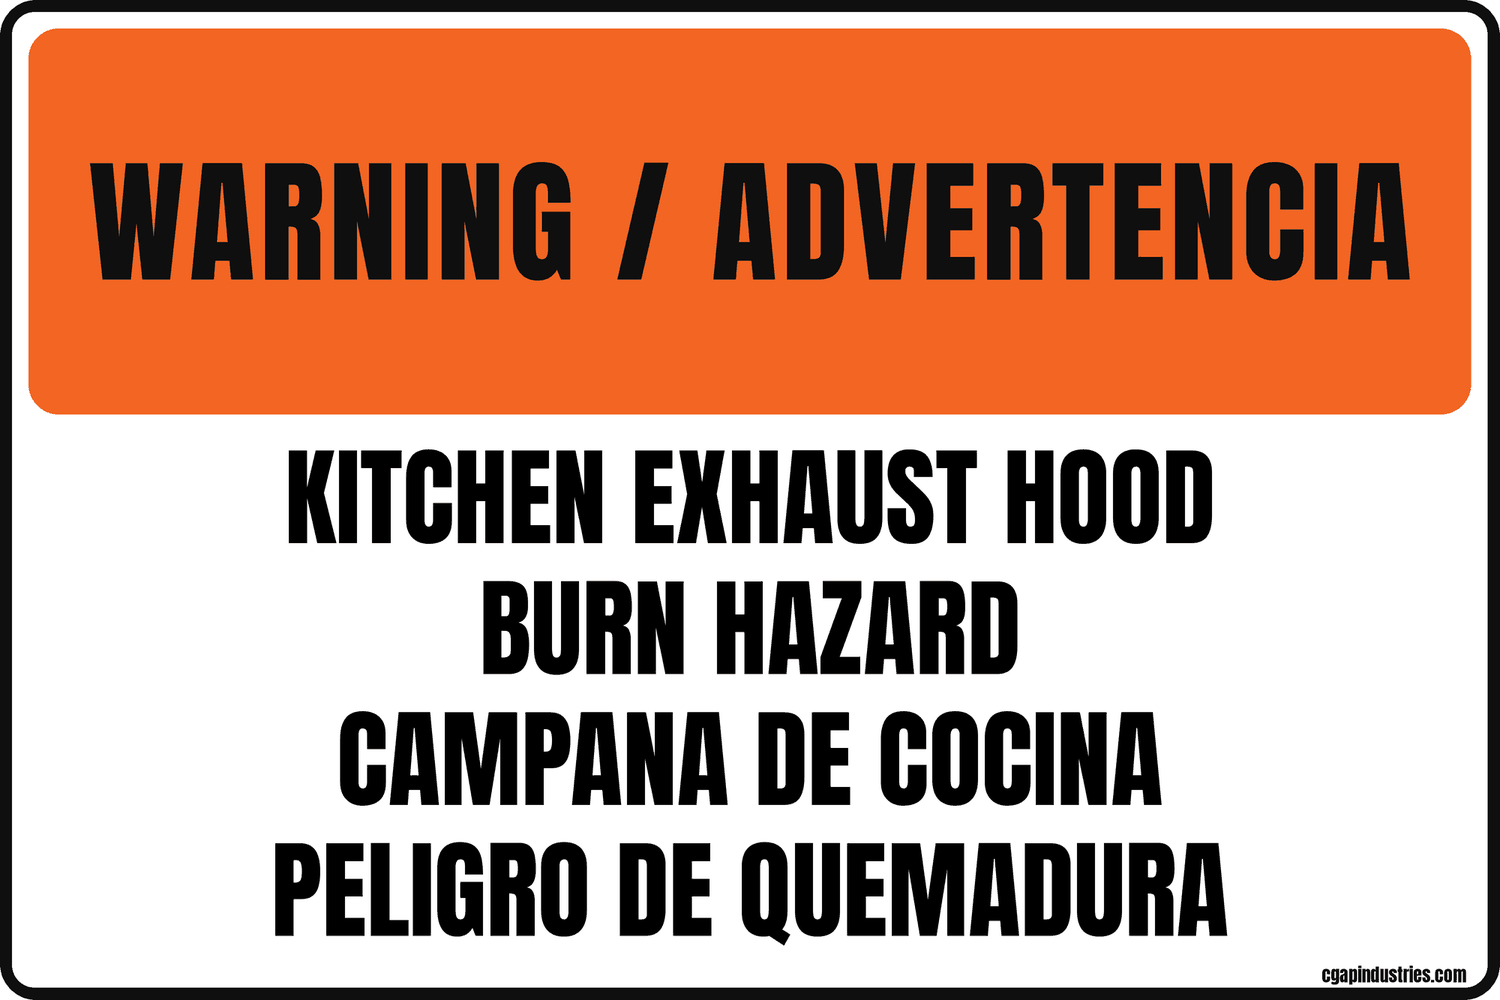 WARNING / ADVERTENCIA
KITCHEN EXHAUST HOOD
BURN HAZARD
CAMPANA DE COCINA
PELIGRO DE QUEMADURA
cgapindustries.com